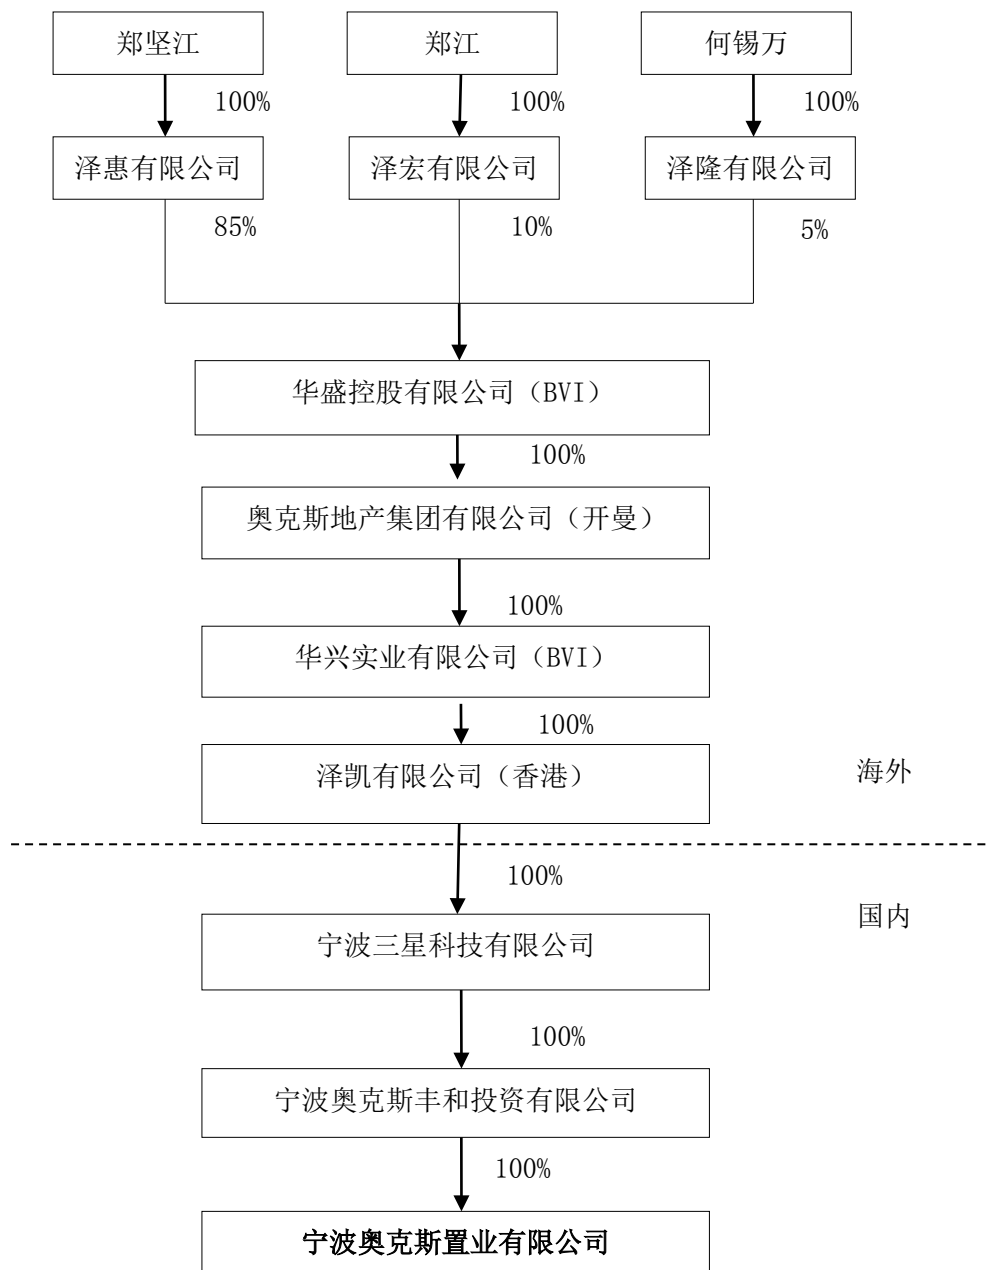 郑坚江 郑江 何锡万
100% 100% 100%
泽惠有限公司 泽宏有限公司 泽隆有限公司
85% 10% 5%
华盛控股有限公司（BVI）
100%
奥克斯地产集团有限公司（开曼）
100%
华兴实业有限公司（BVI）
100%
泽凯有限公司（香港） 海外
100%
国内
宁波三星科技有限公司
100%
宁波奥克斯丰和投资有限公司
100%
宁波奥克斯置业有限公司